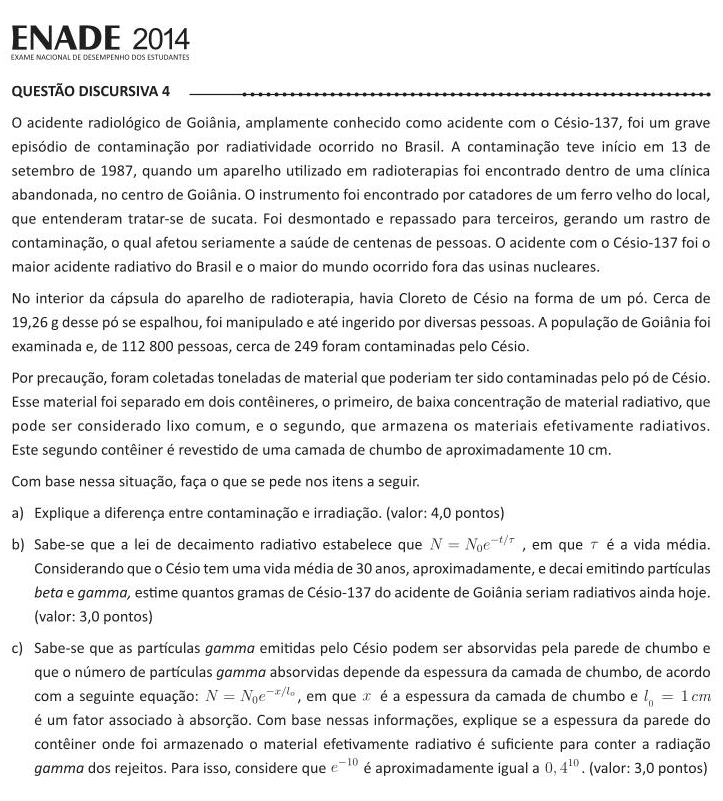 ENADE 2014
EXAME NACIONAL DE DESEMPENHO DOS ESTUDANTES
QUESTÃO DISCURSIVA 4
O acidente radiológico de Goiânia, amplamente conhecido como acidente com o Césio-137, foi um grave
episódio de contaminação por radiatividade ocorrido no Brasil. A contaminação teve início em 13 de
setembro de 1987, quando um aparelho utilizado em radioterapias foi encontrado dentro de uma clínica
abandonada, no centro de Goiânia. O instrumento foi encontrado por catadores de um ferro velho do local,
que entenderam tratar-se de sucata. Foi desmontado e repassado para terceiros, gerando um rastro de
contaminação, o qual afetou seriamente a saúde de centenas de pessoas. O acidente com o Césio-137 foi o
maior acidente radiativo do Brasil e o maior do mundo ocorrido fora das usinas nucleares.
No interior da cápsula do aparelho de radioterapia, havia Cloreto de Césio na forma de um pó. Cerca de
19,26 g desse pó se espalhou, foi manipulado e até ingerido por diversas pessoas. A população de Goiânia foi
examinada e, de 112 800 pessoas, cerca de 249 foram contaminadas pelo Césio.
Por precaução, foram coletadas toneladas de material que poderiam ter sido contaminadas pelo pó de Césio.
Esse material foi separado em dois contêineres, o primeiro, de baixa concentração de material radiativo, que
pode ser considerado lixo comum, e o segundo, que armazena os materiais efetivamente radiativos.
Este segundo contêiner é revestido de uma camada de chumbo de aproximadamente 10 cm.
Com base nessa situação, faça o que se pede nos itens a seguir.
a) Explique a diferença entre contaminação e irradiação. (valor: 4,0 pontos)
b) Sabe-se que a lei de decaimento radiativo estabelece que N = N₀e^{-t/τ} , em que τ é a vida média.
Considerando que o Césio tem uma vida média de 30 anos, aproximadamente, e decai emitindo partículas
beta e gamma, estime quantos gramas de Césio-137 do acidente de Goiânia seriam radiativos ainda hoje.
(valor: 3,0 pontos)
c) Sabe-se que as partículas gamma emitidas pelo Césio podem ser absorvidas pela parede de chumbo e
que o número de partículas gamma absorvidas depende da espessura da camada de chumbo, de acordo
com a seguinte equação: N = N₀e^{-x/l₀}, em que x é a espessura da camada de chumbo e l₀ = 1 cm
é um fator associado à absorção. Com base nessas informações, explique se a espessura da parede do
contêiner onde foi armazenado o material efetivamente radiativo é suficiente para conter a radiação
gamma dos rejeitos. Para isso, considere que e^{-10} é aproximadamente igual a 0,4^{10}. (valor: 3,0 pontos)